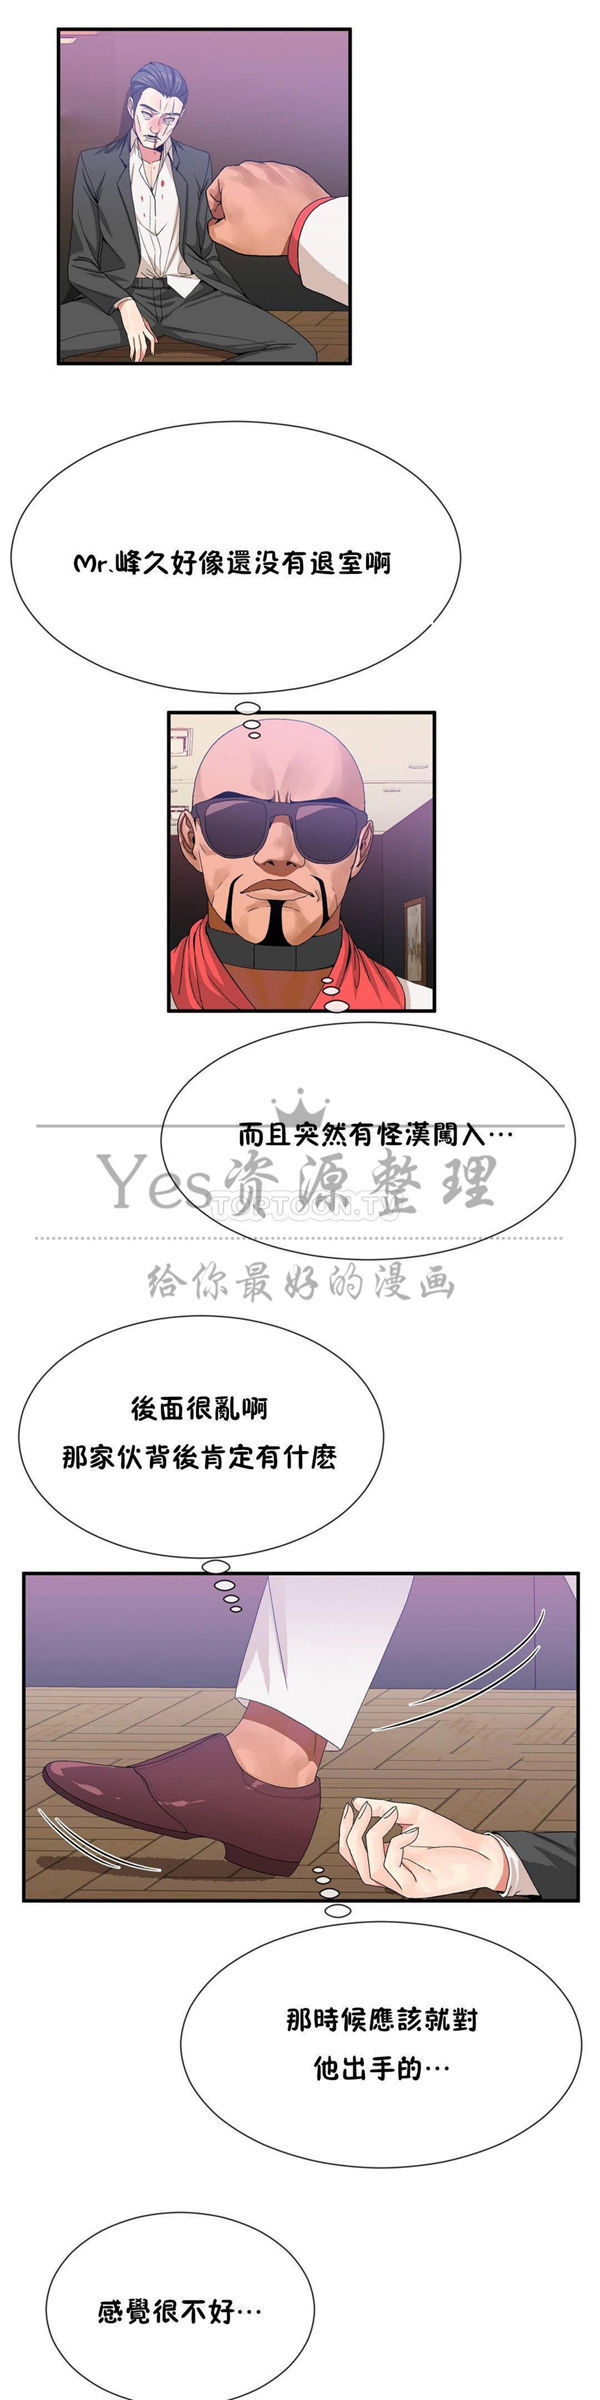 Mr.峰久好像還没有退室啊
而且突然有怪漢闖入⋯
Yes资源整理
TOPTOON.TV
给你最好的漫画
後面很亂啊
那家伙背後肯定有什麽
那時候應該就對
他出手的⋯
感覺很不好⋯